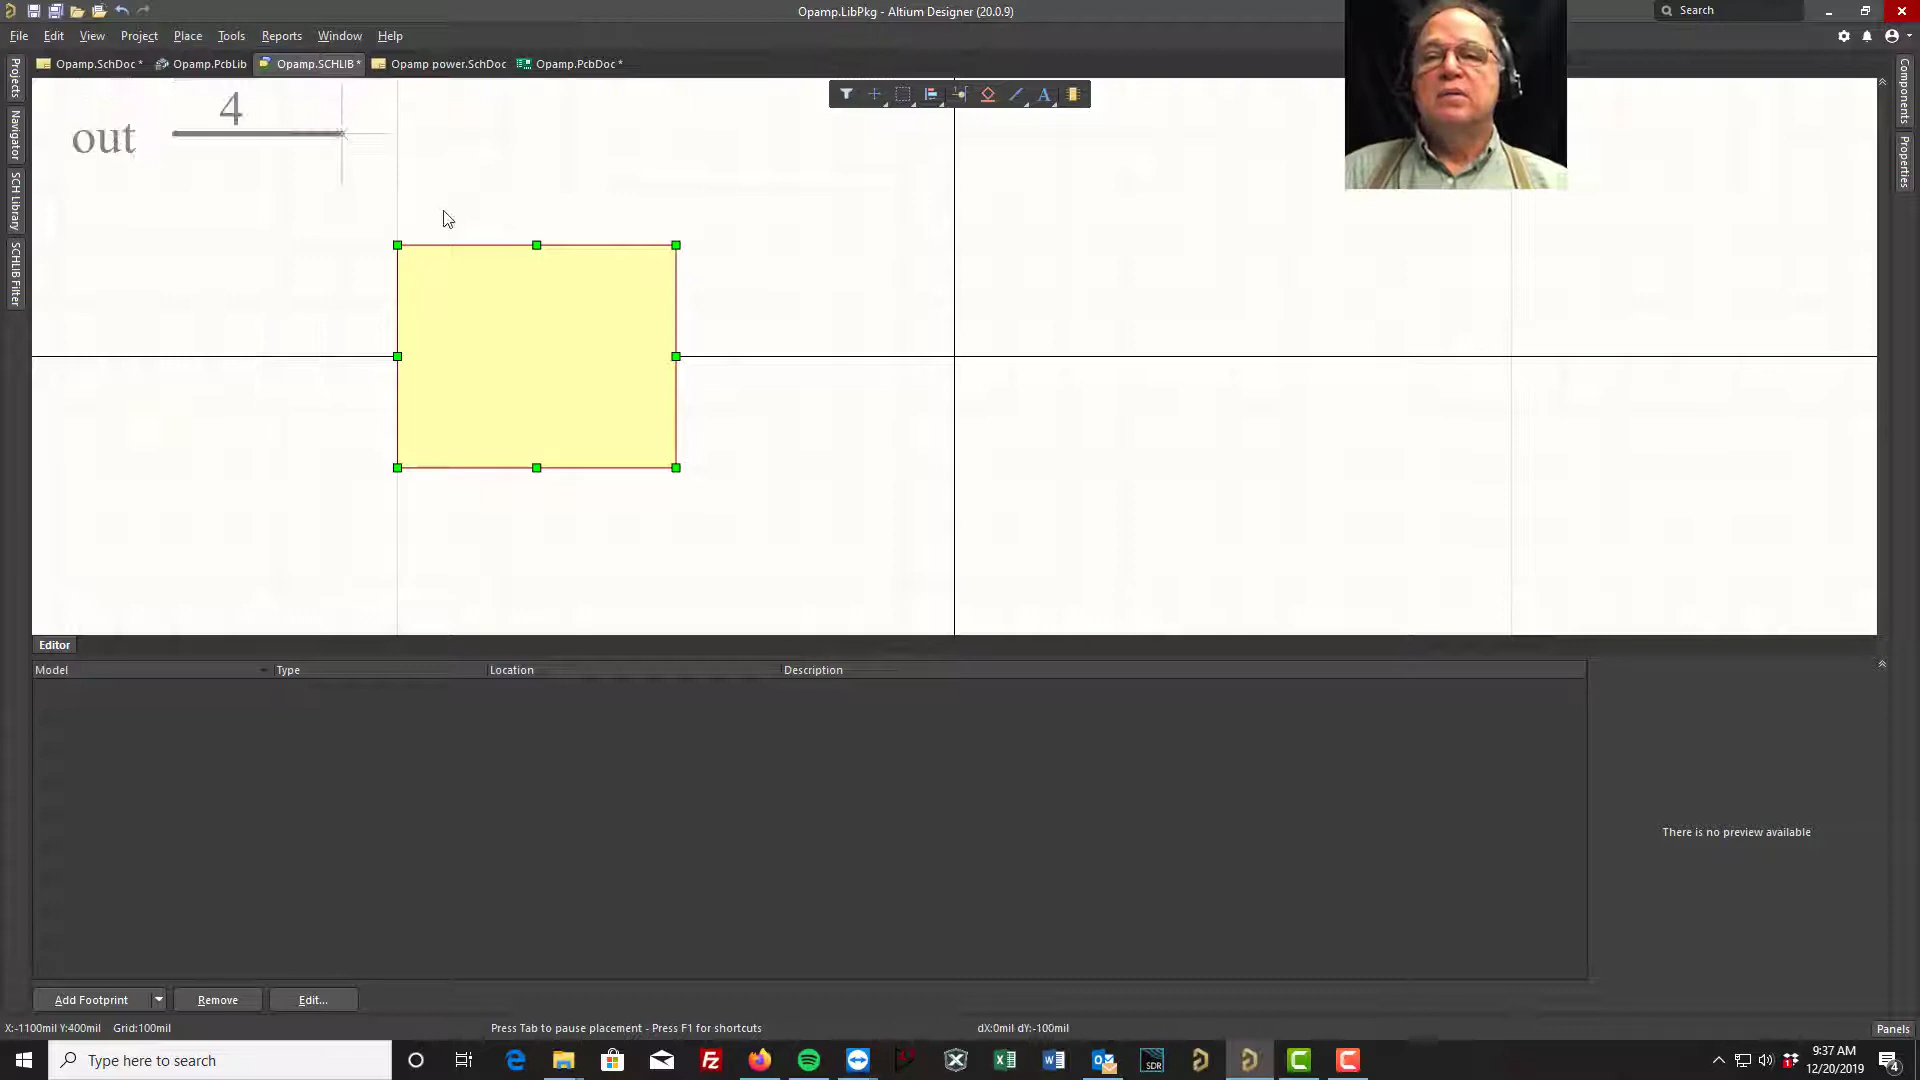 Opamp.LibPkg - Altium Designer (20.0.9)
Search
File Edit View Project Place Tools Reports Window Help
Opamp.SchDoc * Opamp.PcbLib Opamp.SCHLIB * Opamp power.SchDoc Opamp.PcbDoc *
Projects
Navigator
SCH Library
SCHLIB Filter
Components
Properties
4
out
A
Editor
Model Type Location Description
There is no preview available
Add Footprint Remove Edit...
X:-1100mil Y:400mil Grid:100mil Press Tab to pause placement - Press F1 for shortcuts dX:0mil dY:-100mil Panels
Type here to search
SDR
9:37 AM
12/20/2019
4